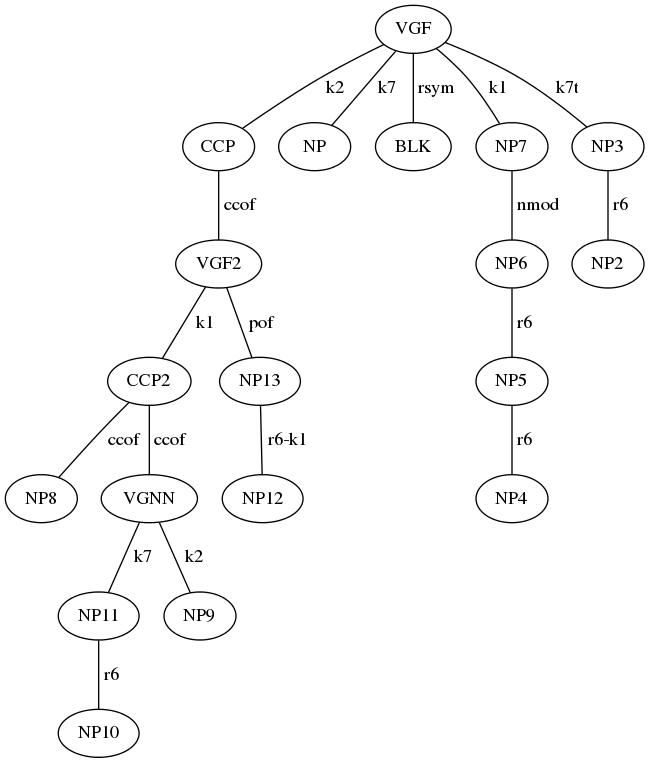 VGF
k2 k7 rsym k1 k7t
CCP NP BLK NP7 NP3
ccof nmod r6
VGF2 NP6 NP2
k1 pof r6
CCP2 NP13 NP5
ccof ccof r6-k1 r6
NP8 VGNN NP12 NP4
k7 k2
NP11 NP9
r6
NP10